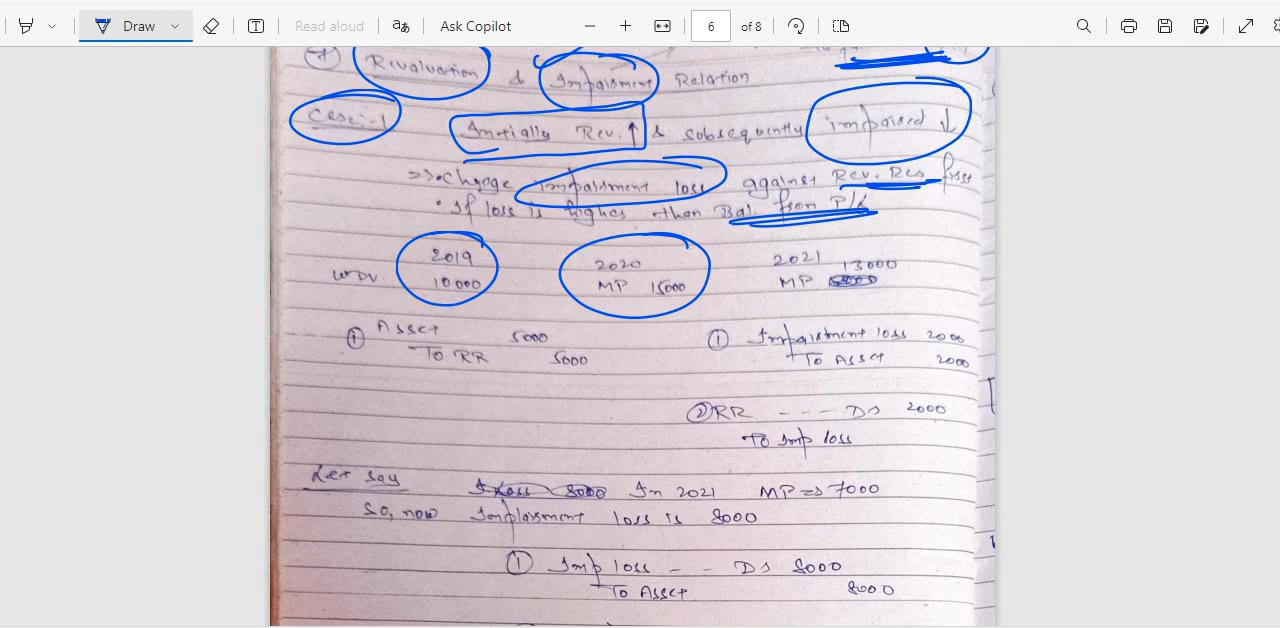 Draw
Read aloud
aあ
Ask Copilot
6 of 8
Revaluation & Impairment Relation
Case:-1 Initially Rev. ↑ & subsequently impaired ↓
Impairment loss against Rev. Res first
• If loss is higher than Bal. from P/L
2019 2020 2021 13000
WDV 10000 MP 15000 MP
① Asset 5000 ① Impairment loss 2000
To RR 5000 To Asset 2000
② RR - - - Dr 2000
To Imp loss
Let say In 2021 MP ⇒ 7000
So, now Impairment loss is 8000
① Imp loss - - Dr 8000
To Asset 8000